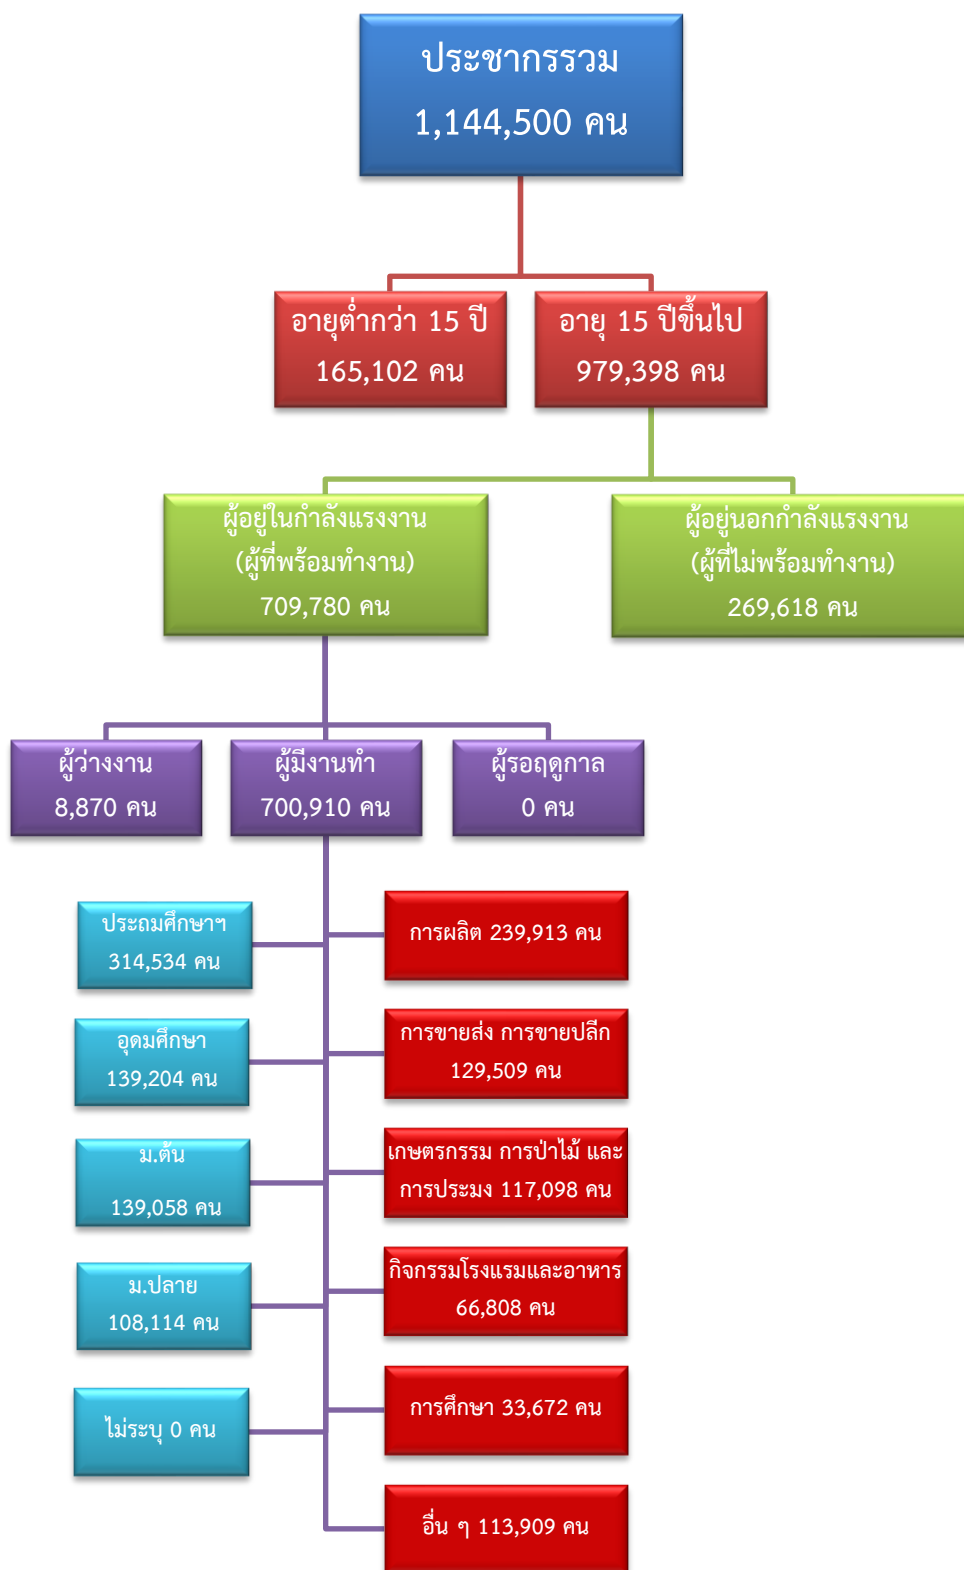 ประชากรรวม
1,144,500 คน
อายุต่ำกว่า 15 ปี
165,102 คน
อายุ 15 ปีขึ้นไป
979,398 คน
ผู้อยู่ในกำลังแรงงาน
(ผู้ที่พร้อมทำงาน)
709,780 คน
ผู้อยู่นอกกำลังแรงงาน
(ผู้ที่ไม่พร้อมทำงาน)
269,618 คน
ผู้ว่างงาน
8,870 คน
ผู้มีงานทำ
700,910 คน
ผู้รอฤดูกาล
0 คน
ประถมศึกษาฯ
314,534 คน
อุดมศึกษา
139,204 คน
ม.ต้น
139,058 คน
ม.ปลาย
108,114 คน
ไม่ระบุ 0 คน
การผลิต 239,913 คน
การขายส่ง การขายปลีก
129,509 คน
เกษตรกรรม การป่าไม้ และ
การประมง 117,098 คน
กิจกรรมโรงแรมและอาหาร
66,808 คน
การศึกษา 33,672 คน
อื่น ๆ 113,909 คน